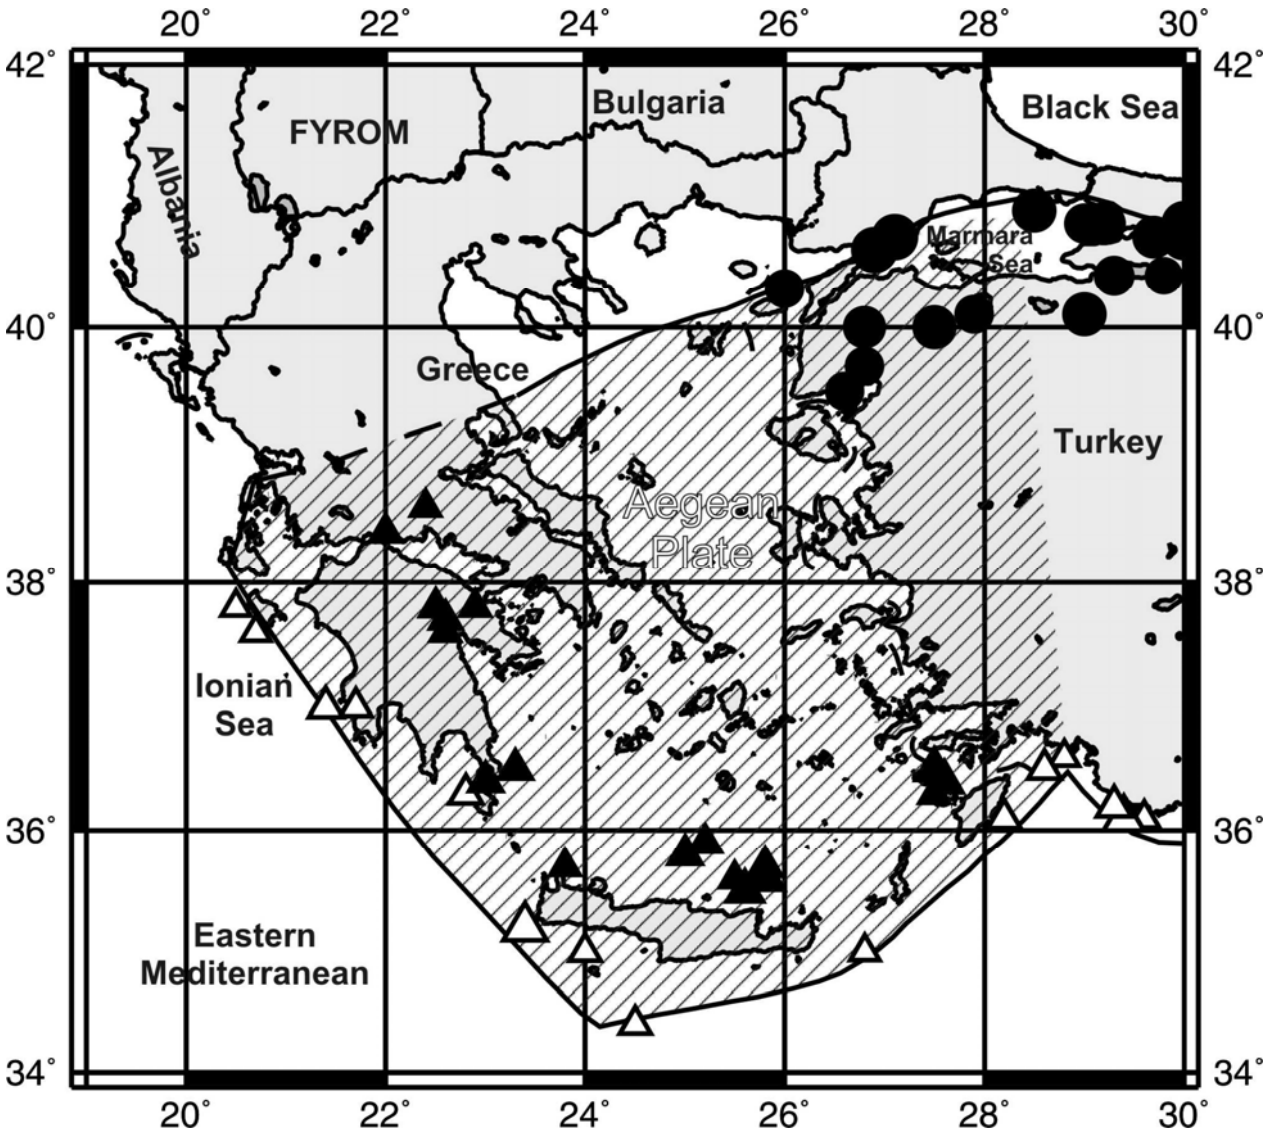 20° 22° 24° 26° 28° 30°
42° 42°
Bulgaria Black Sea
FYROM
Albania
Marmara
Sea
40° 40°
Greece
Turkey
Aegean
Plate
38° 38°
Ionian
Sea
36° 36°
Eastern
Mediterranean
34° 34°
20° 22° 24° 26° 28° 30°